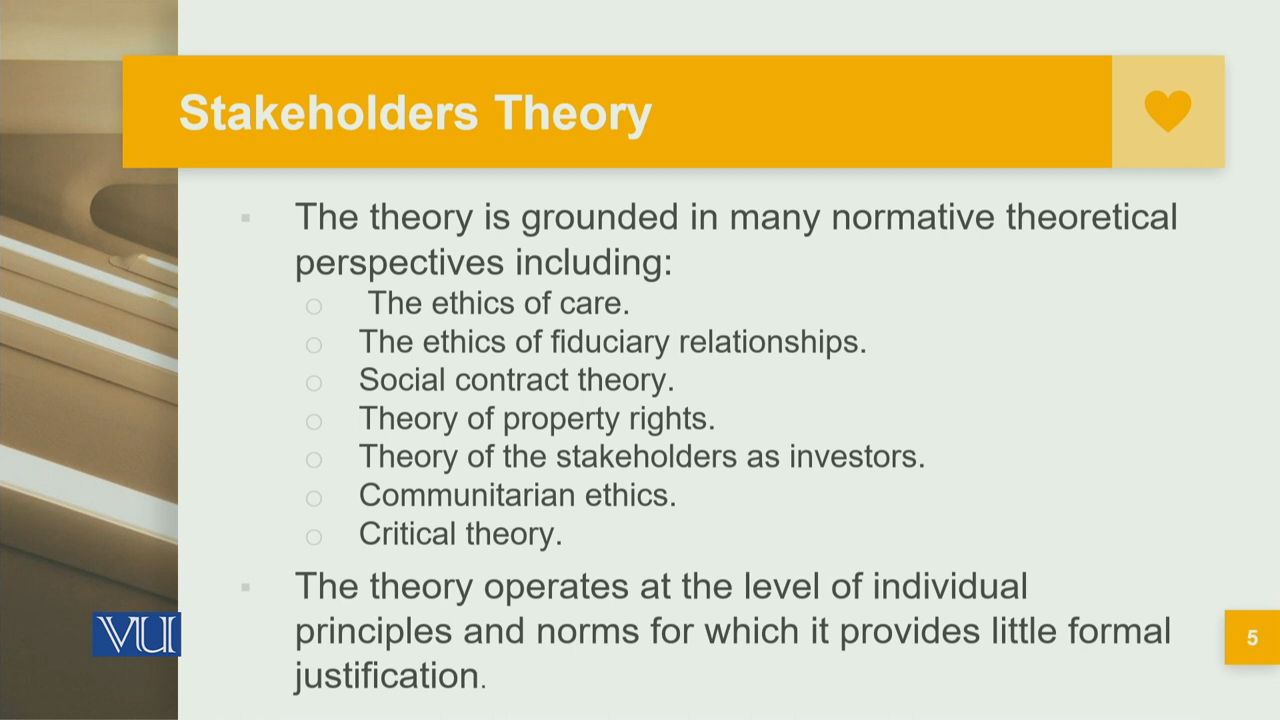 Stakeholders Theory
The theory is grounded in many normative theoretical
perspectives including:
The ethics of care.
The ethics of fiduciary relationships.
Social contract theory.
Theory of property rights.
Theory of the stakeholders as investors.
Communitarian ethics.
Critical theory.
The theory operates at the level of individual
principles and norms for which it provides little formal
justification.
VU
5